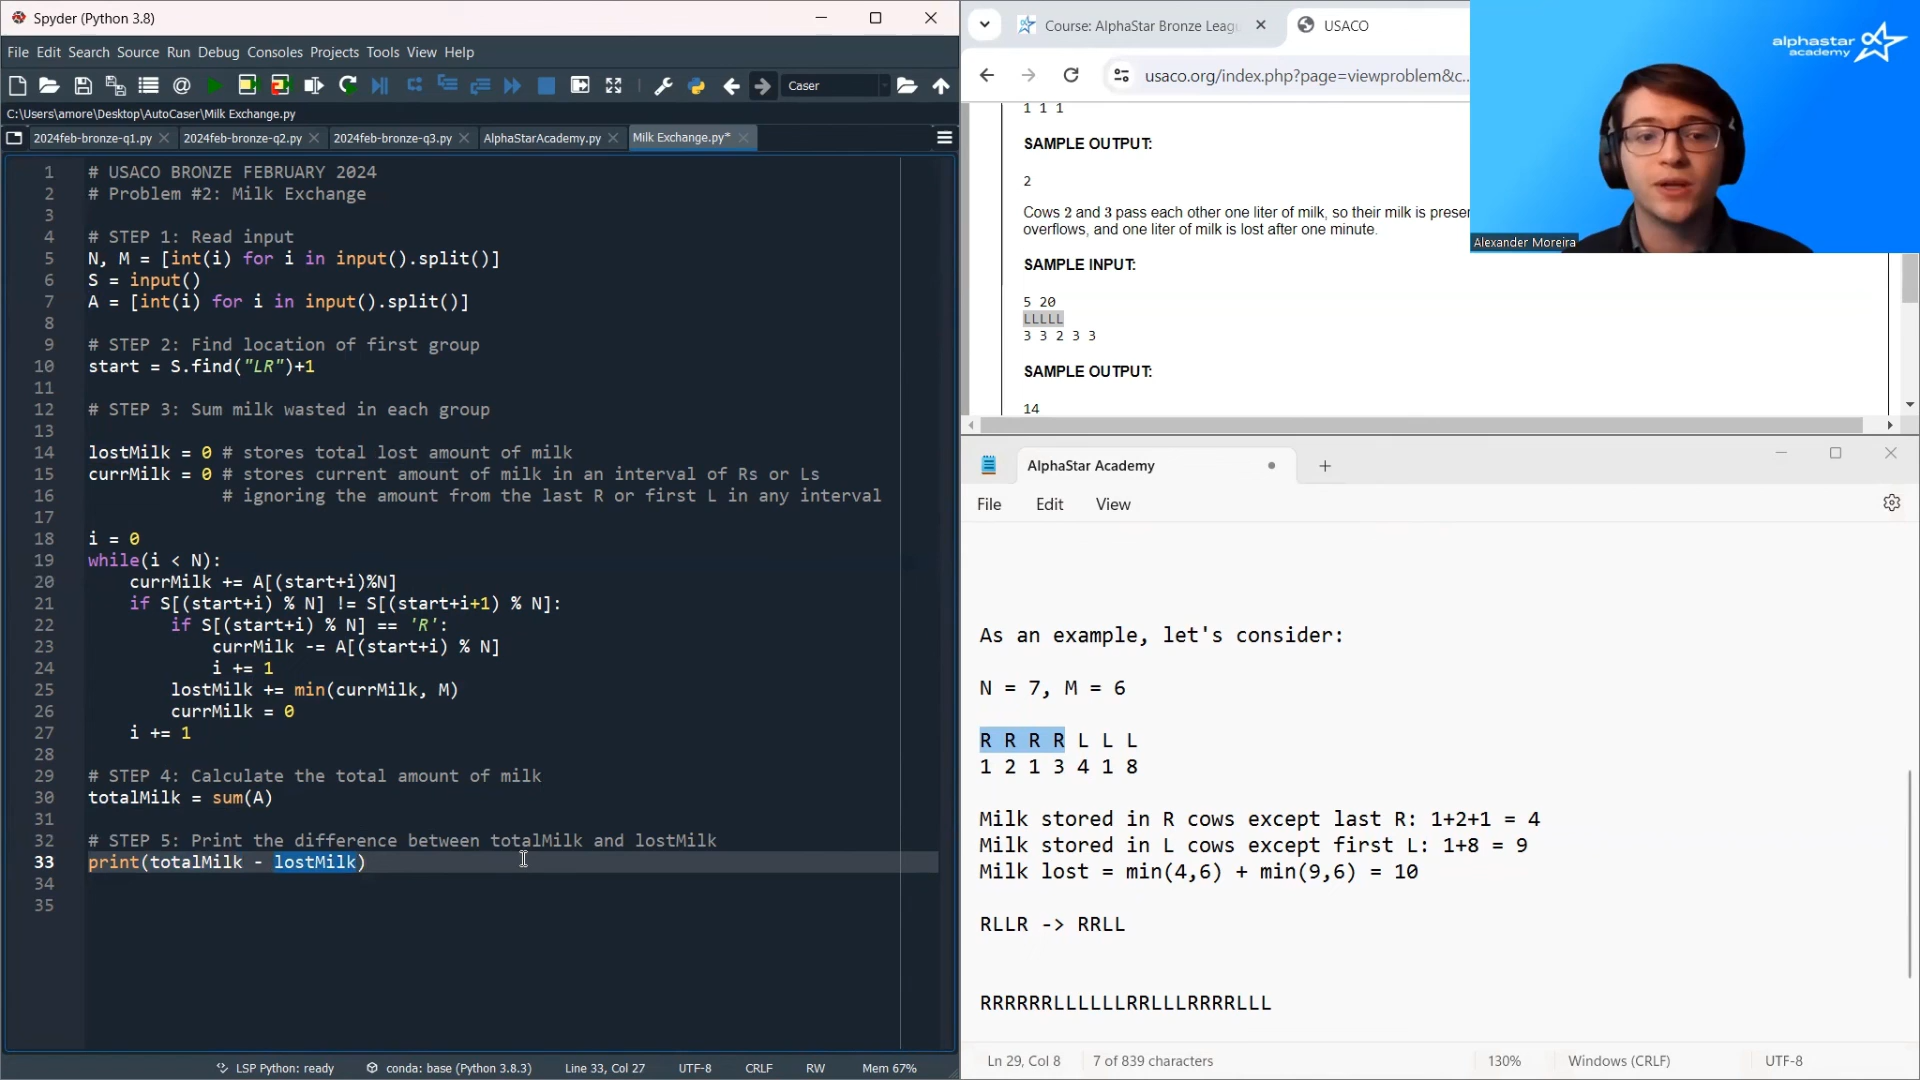 Spyder (Python 3.8)
File Edit Search Source Run Debug Consoles Projects Tools View Help
Caser
C:\Users\amore\Desktop\AutoCaser\Milk Exchange.py
2024feb-bronze-q1.py 2024feb-bronze-q2.py 2024feb-bronze-q3.py AlphaStarAcademy.py Milk Exchange.py*
1 # USACO BRONZE FEBRUARY 2024
2 # Problem #2: Milk Exchange
3
4 # STEP 1: Read input
5 N, M = [int(i) for i in input().split()]
6 S = input()
7 A = [int(i) for i in input().split()]
8
9 # STEP 2: Find location of first group
10 start = S.find("LR")+1
11
12 # STEP 3: Sum milk wasted in each group
13
14 lostMilk = 0 # stores total lost amount of milk
15 currMilk = 0 # stores current amount of milk in an interval of Rs or Ls
16 # ignoring the amount from the last R or first L in any interval
17
18 i = 0
19 while(i < N):
20 currMilk += A[(start+i)%N]
21 if S[(start+i) % N] != S[(start+i+1) % N]:
22 if S[(start+i) % N] == 'R':
23 currMilk -= A[(start+i) % N]
24 i += 1
25 lostMilk += min(currMilk, M)
26 currMilk = 0
27 i += 1
28
29 # STEP 4: Calculate the total amount of milk
30 totalMilk = sum(A)
31
32 # STEP 5: Print the difference between totalMilk and lostMilk
33 print(totalMilk - lostMilk)
34
35
LSP Python: ready conda: base (Python 3.8.3) Line 33, Col 27 UTF-8 CRLF RW Mem 67%
Course: AlphaStar Bronze Leag USACO
usaco.org/index.php?page=viewproblem&c...
1 1 1
SAMPLE OUTPUT:
2
Cows 2 and 3 pass each other one liter of milk, so their milk is preser
overflows, and one liter of milk is lost after one minute.
SAMPLE INPUT:
5 20
LLLLL
3 3 2 3 3
SAMPLE OUTPUT:
14
alphastar
academy
Alexander Moreira
AlphaStar Academy
File Edit View
As an example, let's consider:
N = 7, M = 6
R R R R L L L
1 2 1 3 4 1 8
Milk stored in R cows except last R: 1+2+1 = 4
Milk stored in L cows except first L: 1+8 = 9
Milk lost = min(4,6) + min(9,6) = 10
RLLR -> RRLL
RRRRRRLLLLLLRRLLLRRRRLLL
Ln 29, Col 8 7 of 839 characters 130% Windows (CRLF) UTF-8